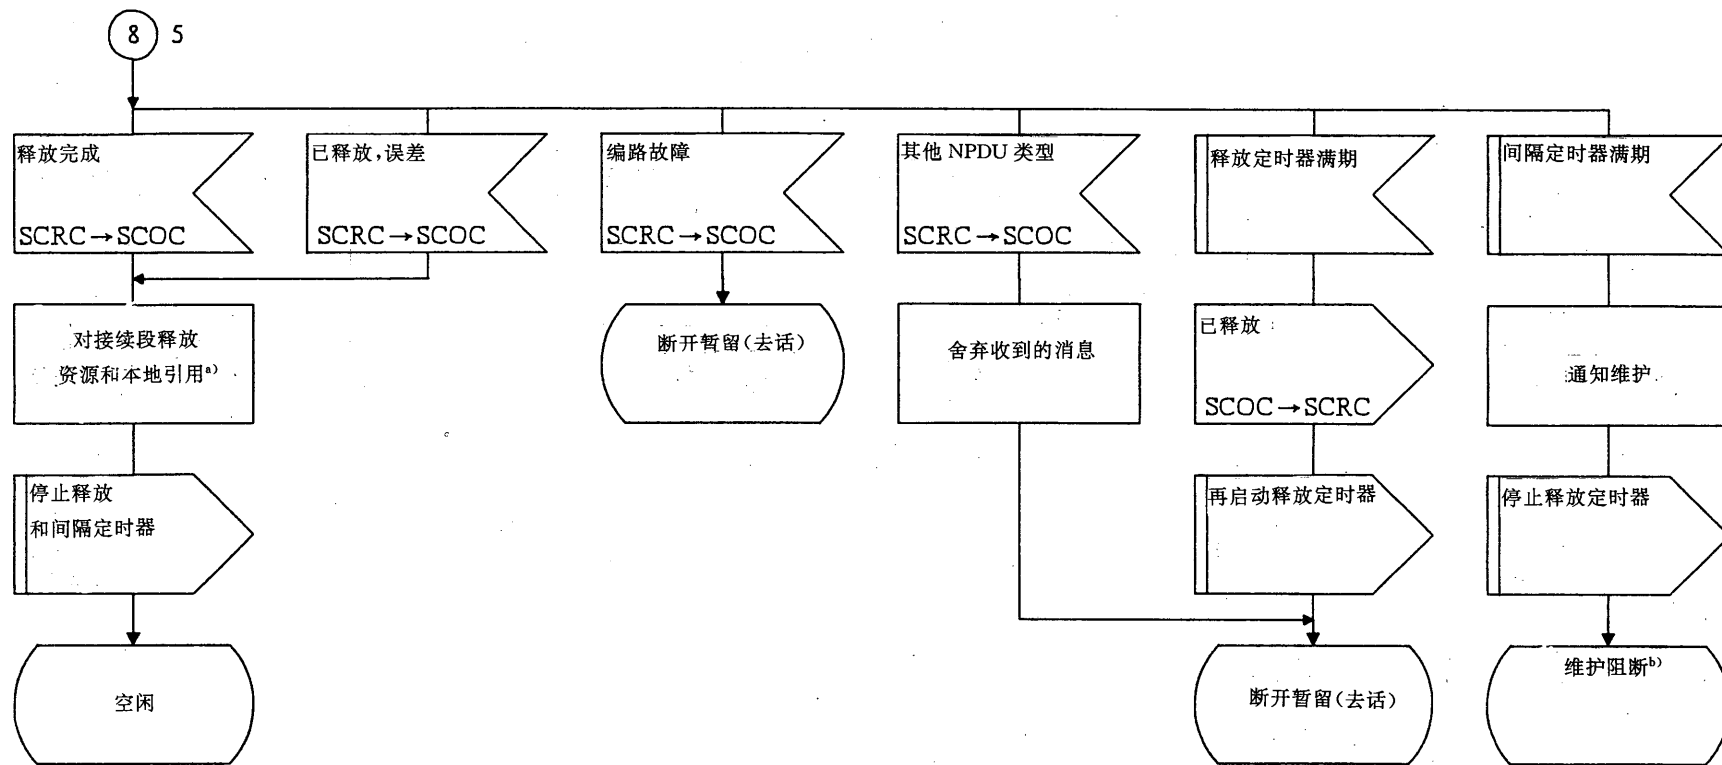 8 5
释放完成
SCRC→SCOC
已释放,误差
SCRC→SCOC
编路故障
SCRC→SCOC
其他 NPDU 类型
SCRC→SCOC
释放定时器满期
间隔定时器满期
对接续段释放
资源和本地引用a)
断开暂留(去话)
舍弃收到的消息
已释放
SCOC→SCRC
通知维护
停止释放
和间隔定时器
再启动释放定时器
停止释放定时器
空闲
断开暂留(去话)
维护阻断b)